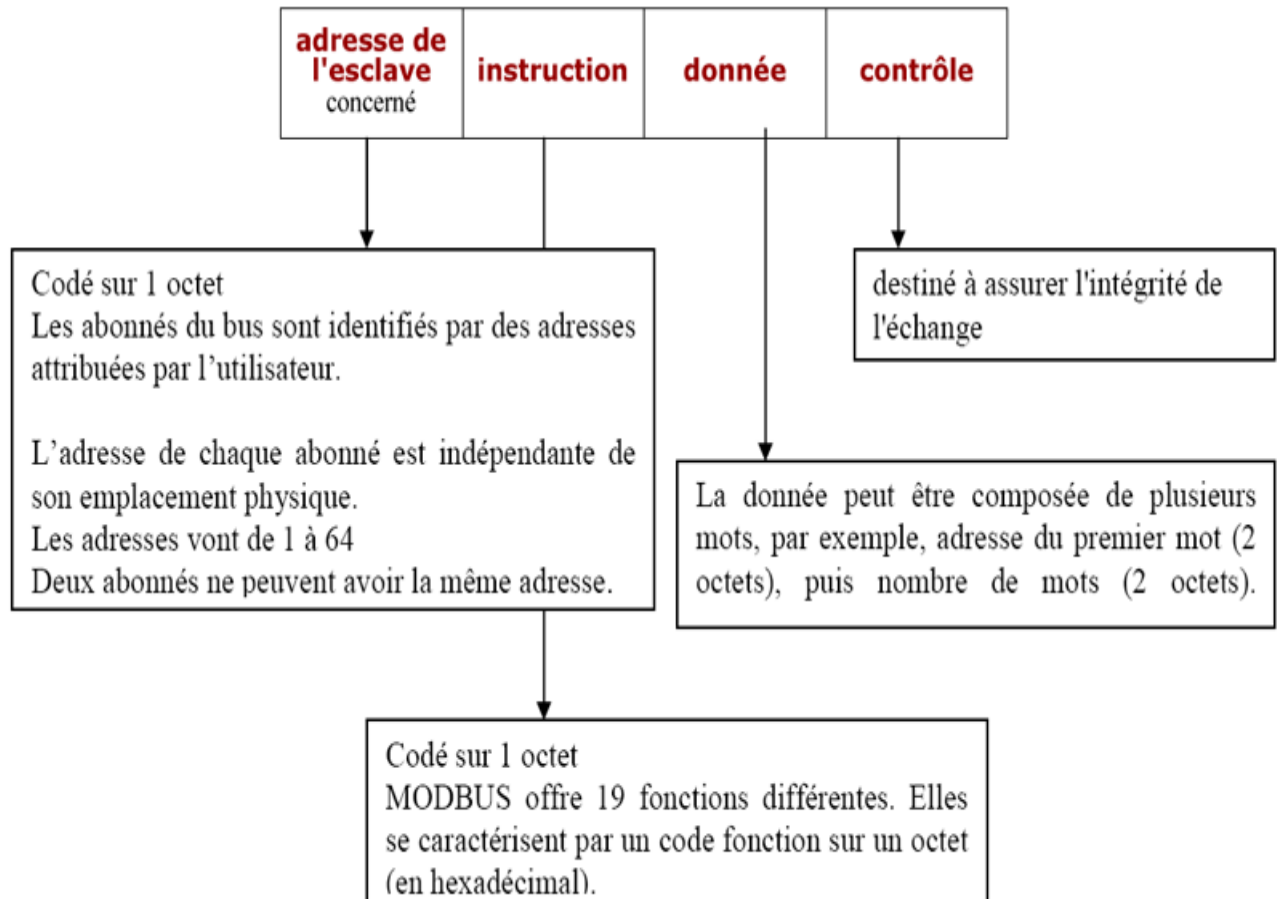 adresse de
l'esclave
concerné
instruction
donnée
contrôle
Codé sur 1 octet
Les abonnés du bus sont identifiés par des adresses
attribuées par l’utilisateur.
L’adresse de chaque abonné est indépendante de
son emplacement physique.
Les adresses vont de 1 à 64
Deux abonnés ne peuvent avoir la même adresse.
destiné à assurer l'intégrité de
l'échange
La donnée peut être composée de plusieurs
mots, par exemple, adresse du premier mot (2
octets), puis nombre de mots (2 octets).
Codé sur 1 octet
MODBUS offre 19 fonctions différentes. Elles
se caractérisent par un code fonction sur un octet
(en hexadécimal).